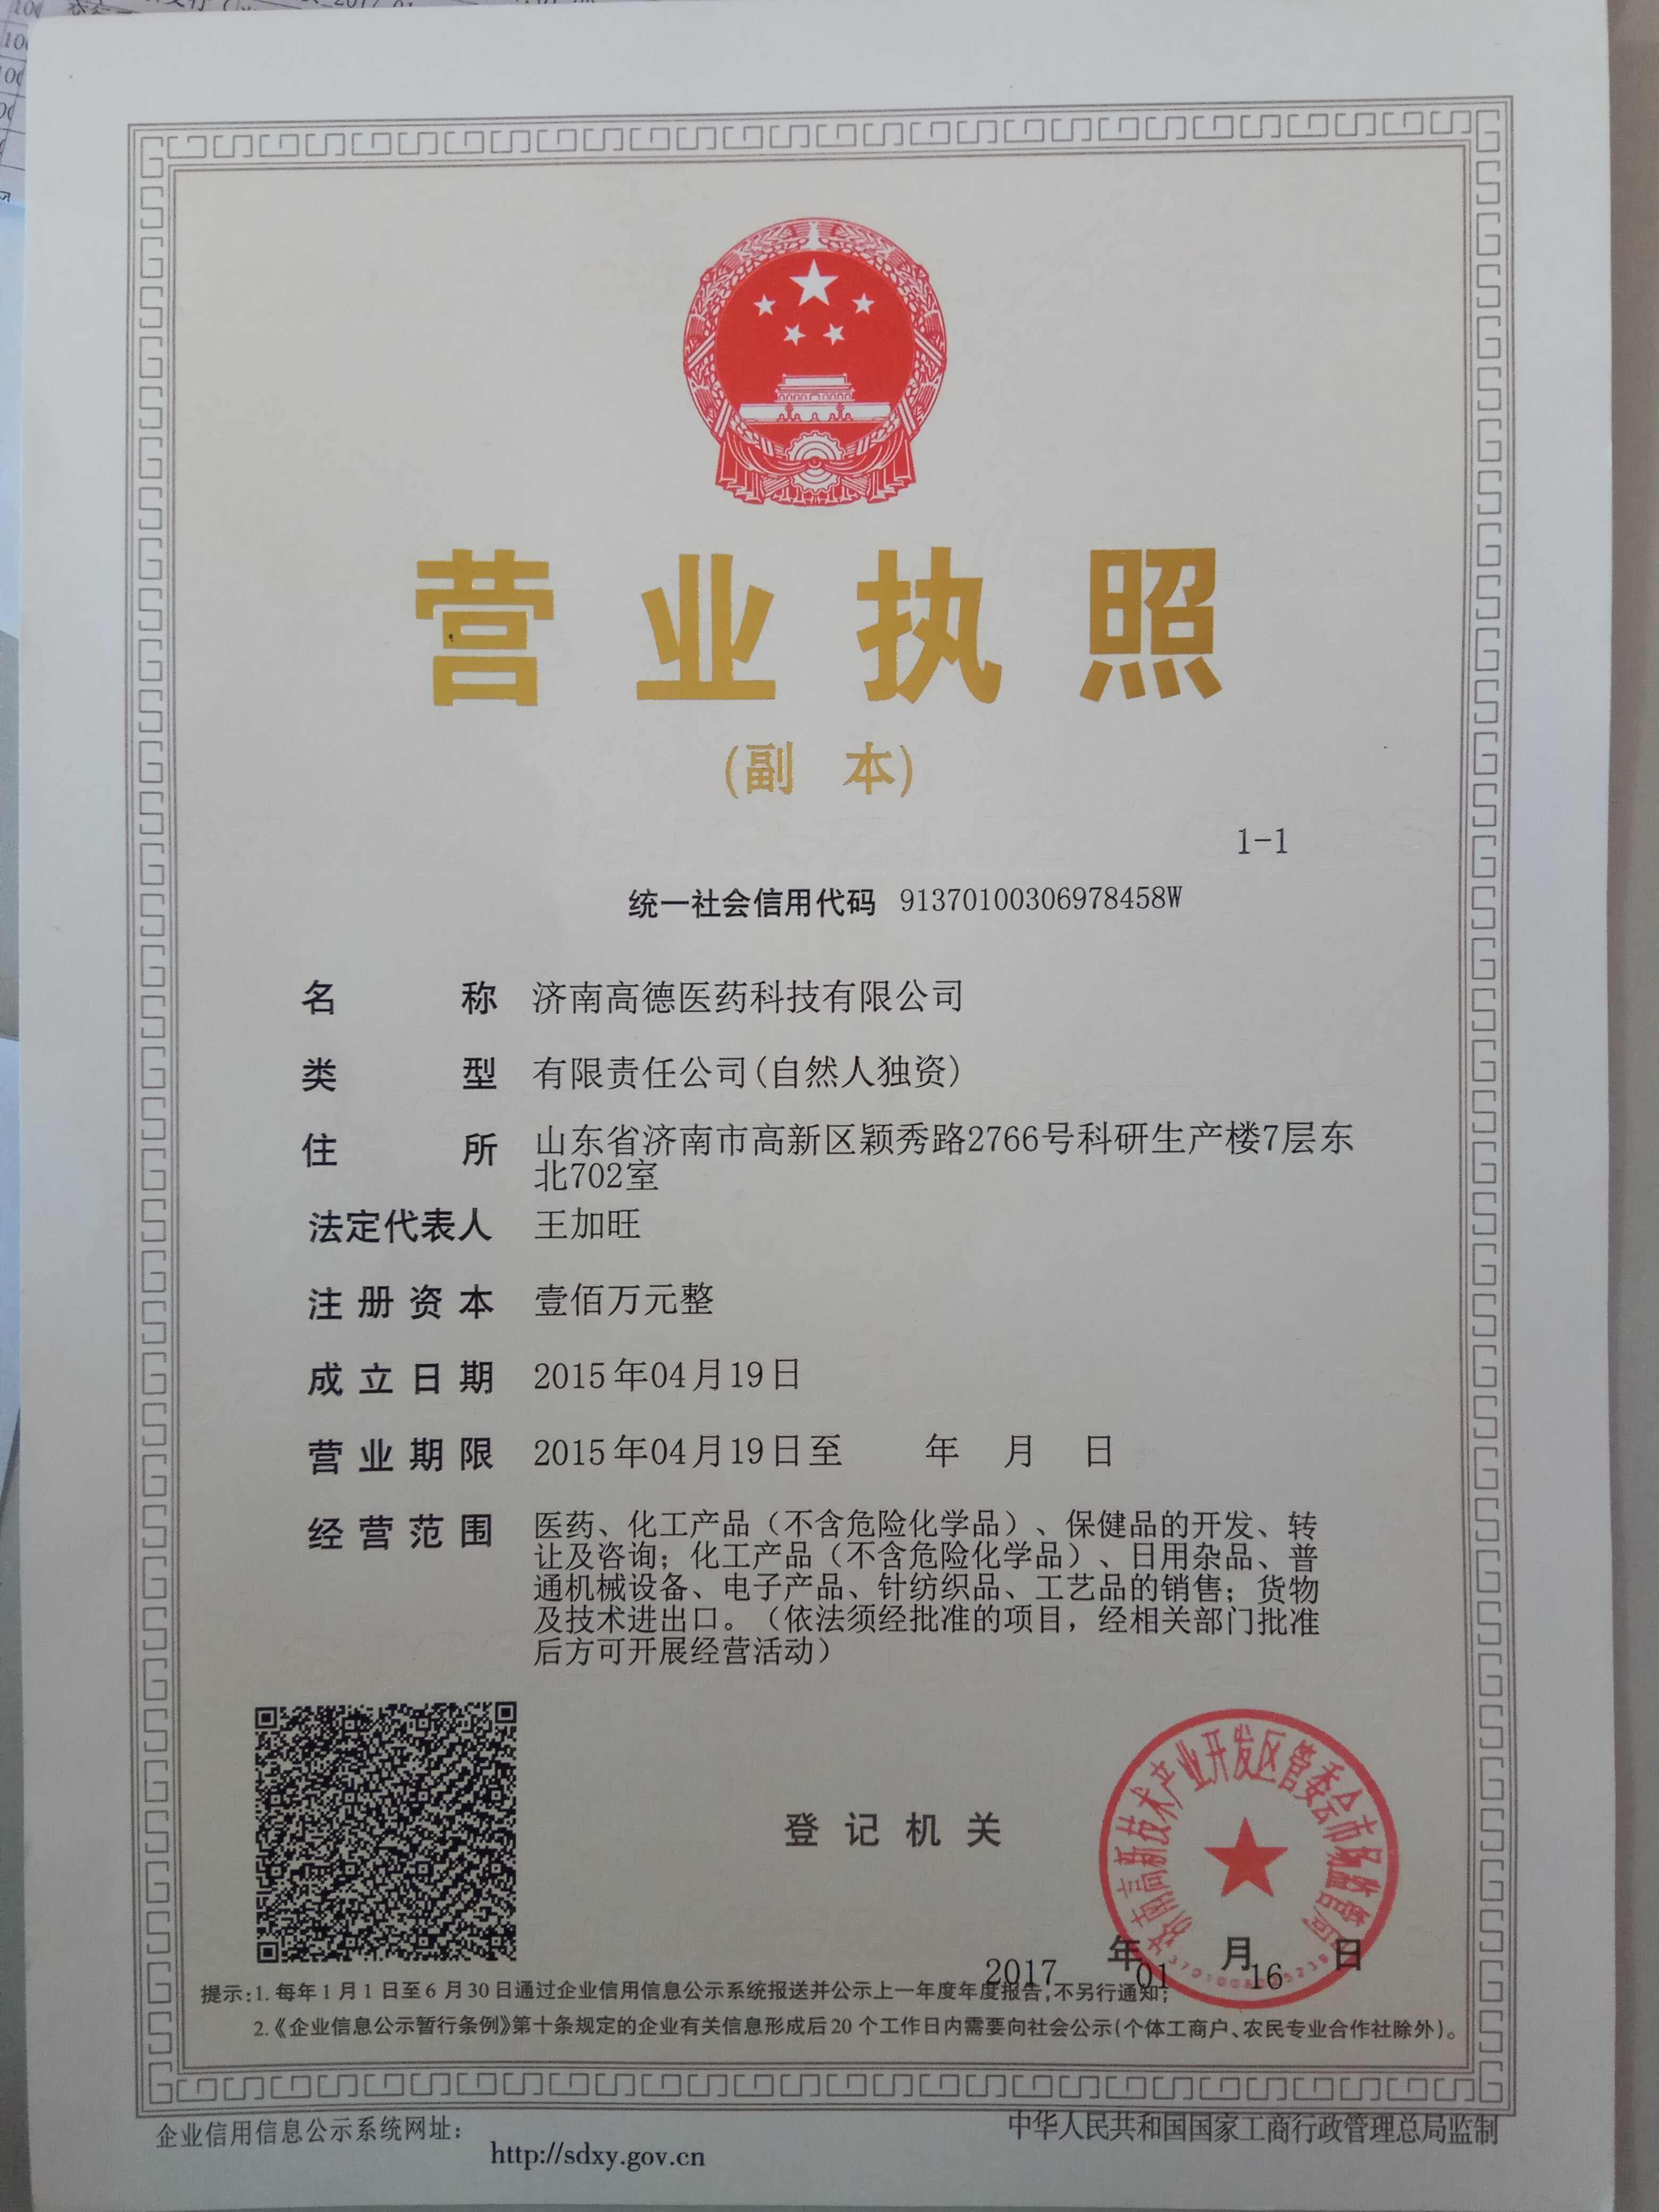 营业执照
(副 本)
1-1
统一社会信用代码 91370100306978458W
名 称 济南高德医药科技有限公司
类 型 有限责任公司(自然人独资)
住 所 山东省济南市高新区颖秀路2766号科研生产楼7层东
北702室
法定代表人 王加旺
注册资本 壹佰万元整
成立日期 2015年04月19日
营业期限 2015年04月19日至 年 月 日
经营范围 医药、化工产品（不含危险化学品）、保健品的开发、转
让及咨询；化工产品（不含危险化学品）、日用杂品、普
通机械设备、电子产品、针纺织品、工艺品的销售；货物
及技术进出口。（依法须经批准的项目，经相关部门批准
后方可开展经营活动）
济南高新技术产业开发区管委会市场监管局
登记机关
2017 年 01 月 16 日
提示:1. 每年1月1日至6月30日通过企业信用信息公示系统报送并公示上一年度年度报告,不另行通知;
2.《企业信息公示暂行条例》第十条规定的企业有关信息形成后20个工作日内需要向社会公示(个体工商户、农民专业合作社除外)。
企业信用信息公示系统网址：
http://sdxy.gov.cn
中华人民共和国国家工商行政管理总局监制